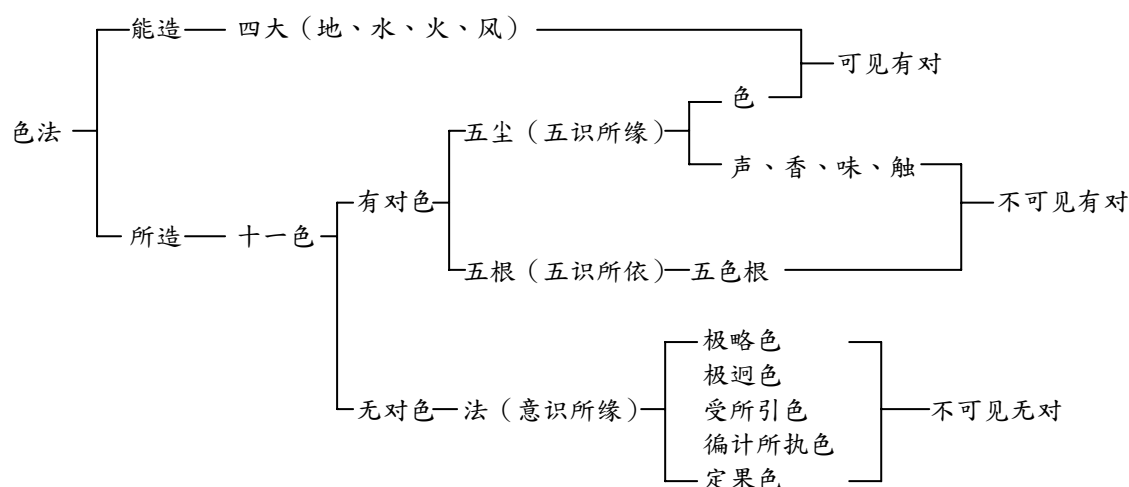 能造 四大（地、水、火、风）
可见有对
色
色法
五尘（五识所缘）
声、香、味、触
有对色
不可见有对
所造 十一色
五根（五识所依） 五色根
极略色
极迥色
无对色 法（意识所缘） 受所引色 不可见无对
徧计所执色
定果色